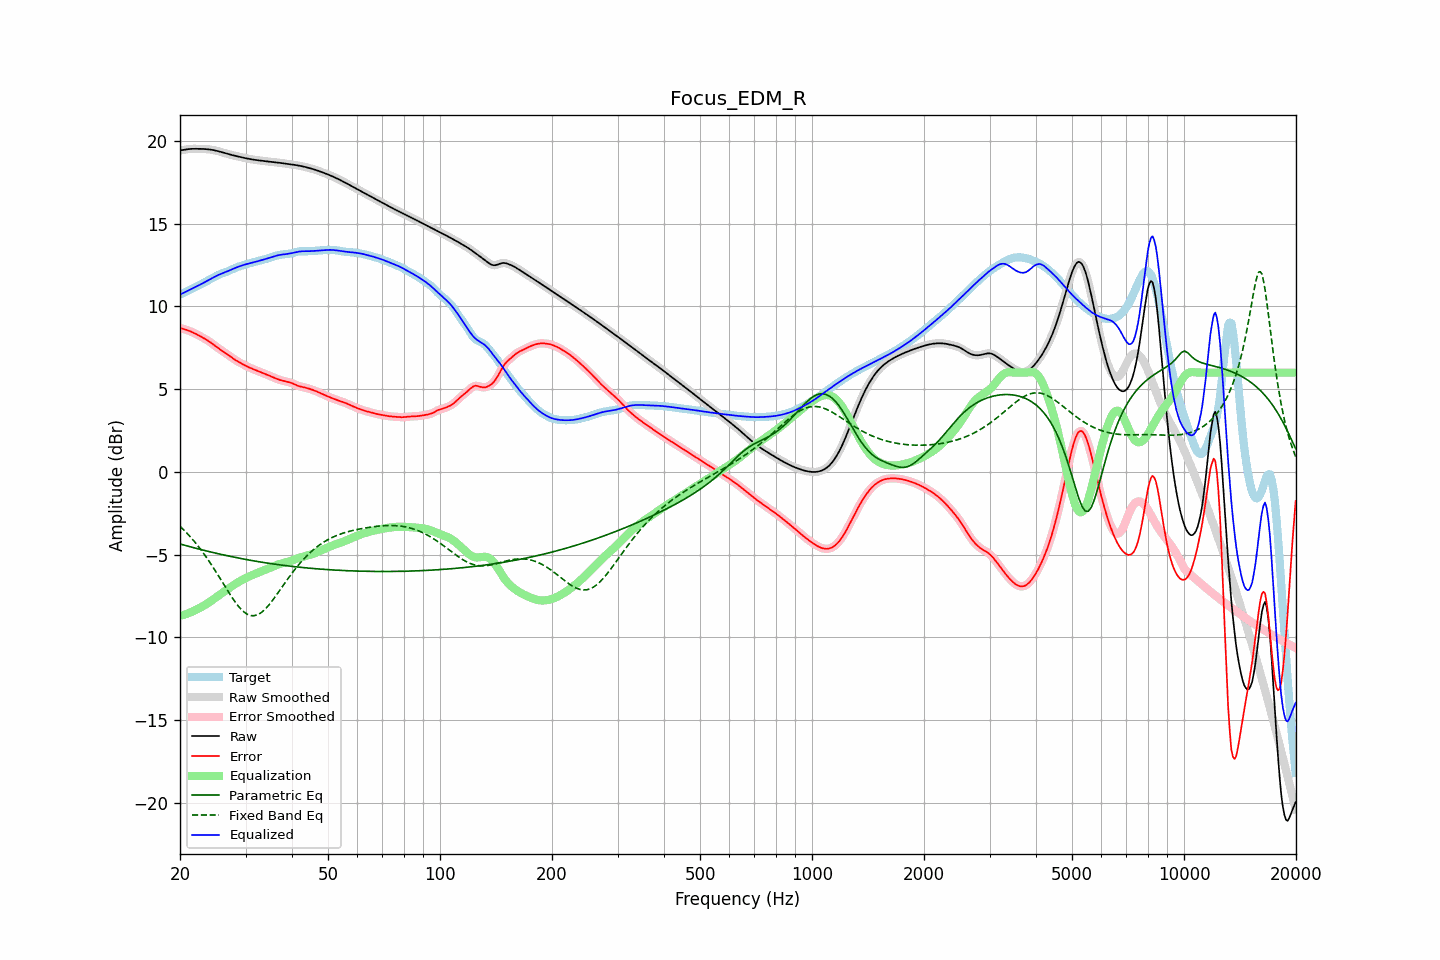 Focus_EDM_R
20
15
10
5
0
−5
−10
−15
−20
Amplitude (dBr)
Target
Raw Smoothed
Error Smoothed
Raw
Error
Equalization
Parametric Eq
Fixed Band Eq
Equalized
20 50 100 200 500 1000 2000 5000 10000 20000
Frequency (Hz)